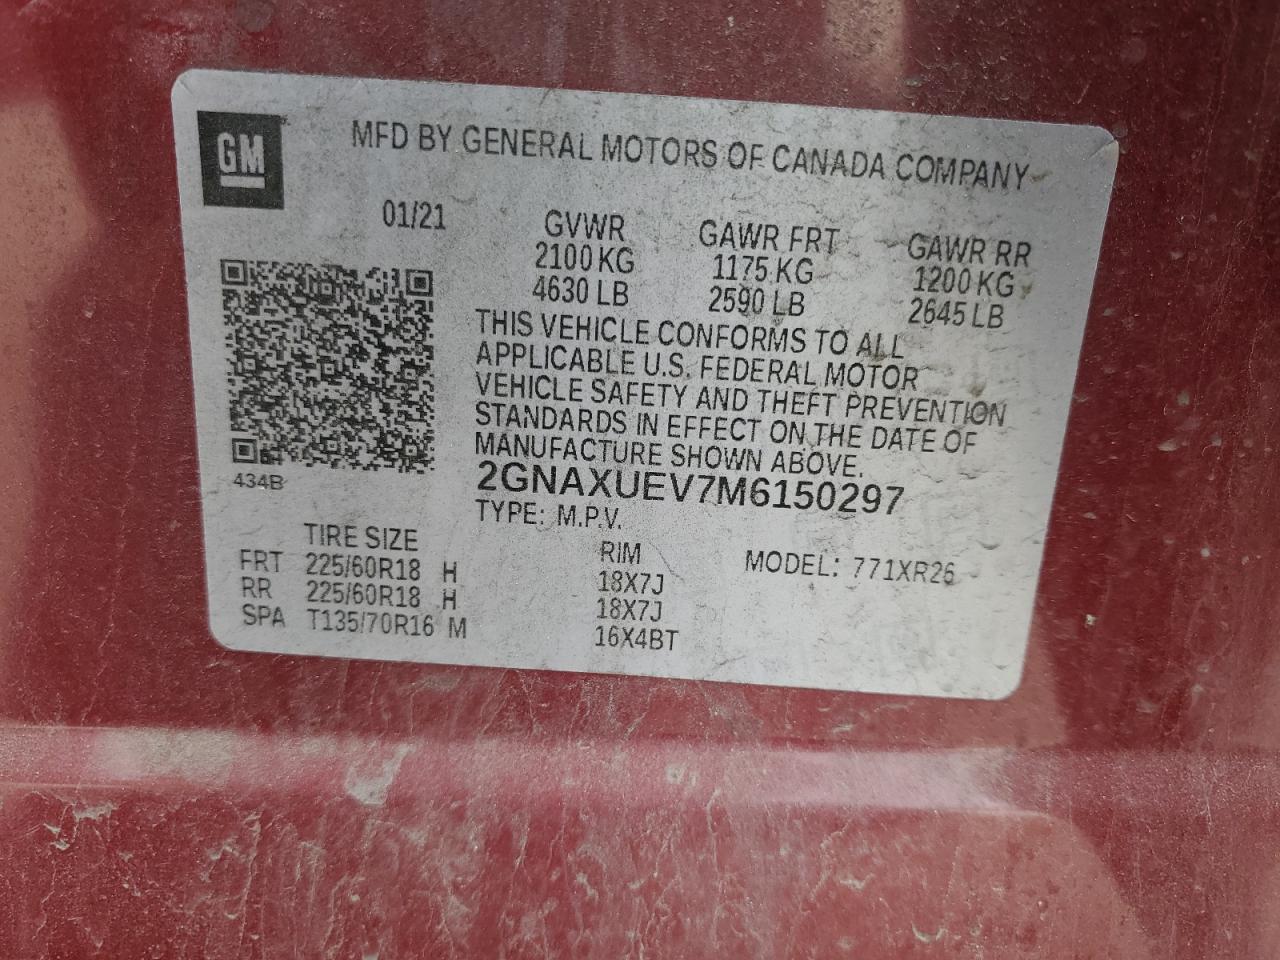 GM
MFD BY GENERAL MOTORS OF CANADA COMPANY
01/21
GVWR GAWR FRT GAWR RR
2100 KG 1175 KG 1200 KG
4630 LB 2590 LB 2645 LB
THIS VEHICLE CONFORMS TO ALL
APPLICABLE U.S. FEDERAL MOTOR
VEHICLE SAFETY AND THEFT PREVENTION
STANDARDS IN EFFECT ON THE DATE OF
MANUFACTURE SHOWN ABOVE.
434B
2GNAXUEV7M6150297
TYPE: M.P.V.
TIRE SIZE RIM MODEL: 771XR26
FRT 225/60R18 H 18X7J
RR 225/60R18 H 18X7J
SPA T135/70R16 M 16X4BT